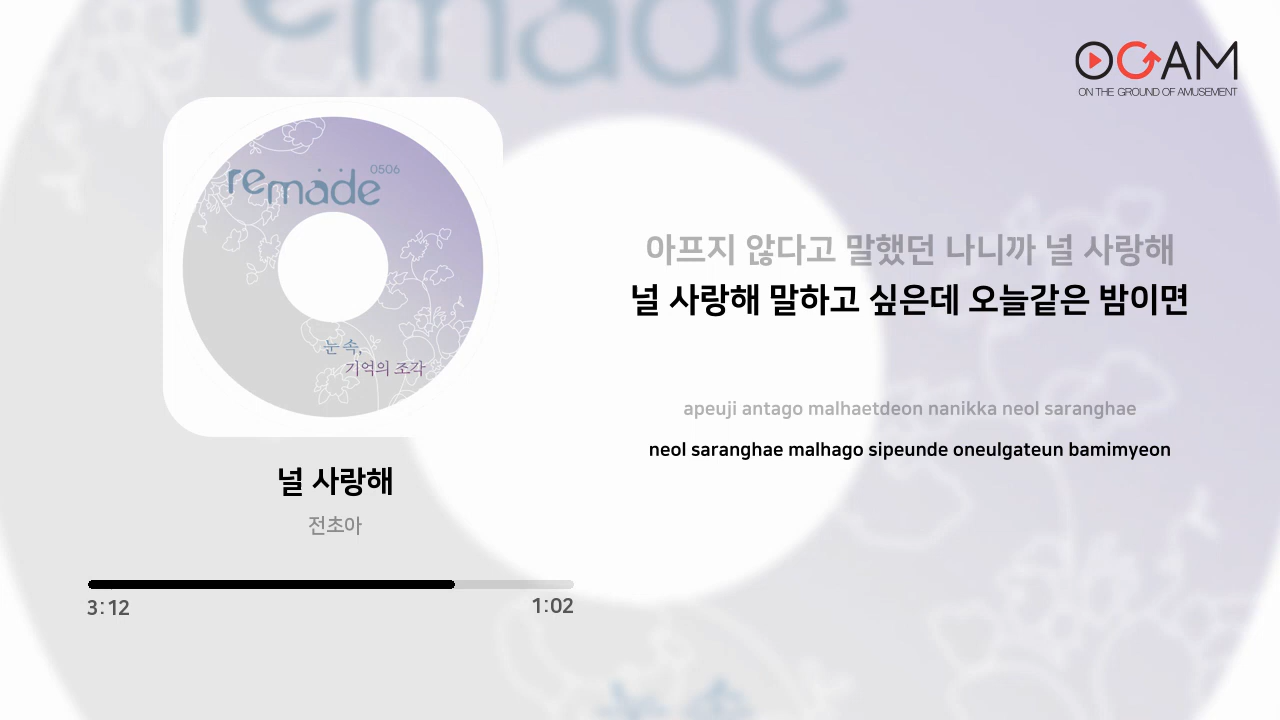 remade
OGAM
ON THE GROUND OF AMUSEMENT
remade 0506
눈 속,
기억의 조각
널 사랑해
전초아
3:12
1:02
아프지 않다고 말했던 나니까 널 사랑해
널 사랑해 말하고 싶은데 오늘같은 밤이면
apeuji antago malhaetdeon nanikka neol saranghae
neol saranghae malhago sipeunde oneulgateun bamimyeon
눈 속